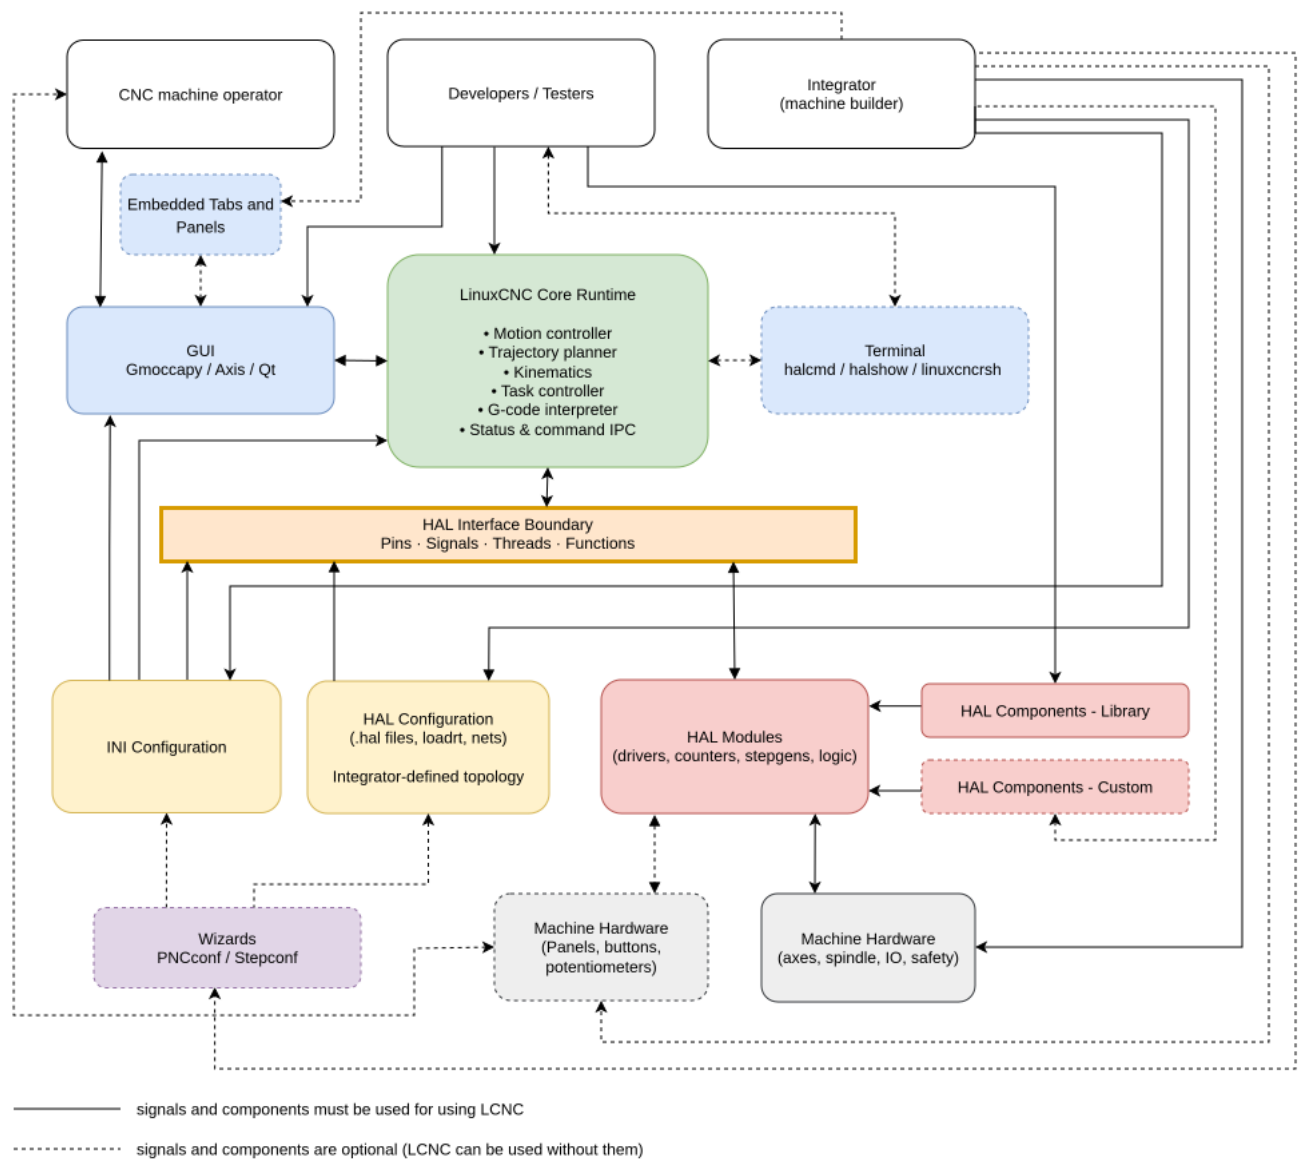 CNC machine operator
Developers / Testers
Integrator
(machine builder)
Embedded Tabs and
Panels
GUI
Gmoccapy / Axis / Qt
LinuxCNC Core Runtime
• Motion controller
• Trajectory planner
• Kinematics
• Task controller
• G-code interpreter
• Status & command IPC
Terminal
halcmd / halshow / linuxcncrsh
HAL Interface Boundary
Pins · Signals · Threads · Functions
INI Configuration
HAL Configuration
(.hal files, loadrt, nets)
Integrator-defined topology
HAL Modules
(drivers, counters, stepgens, logic)
HAL Components - Library
HAL Components - Custom
Wizards
PNCconf / Stepconf
Machine Hardware
(Panels, buttons,
potentiometers)
Machine Hardware
(axes, spindle, IO, safety)
signals and components must be used for using LCNC
signals and components are optional (LCNC can be used without them)